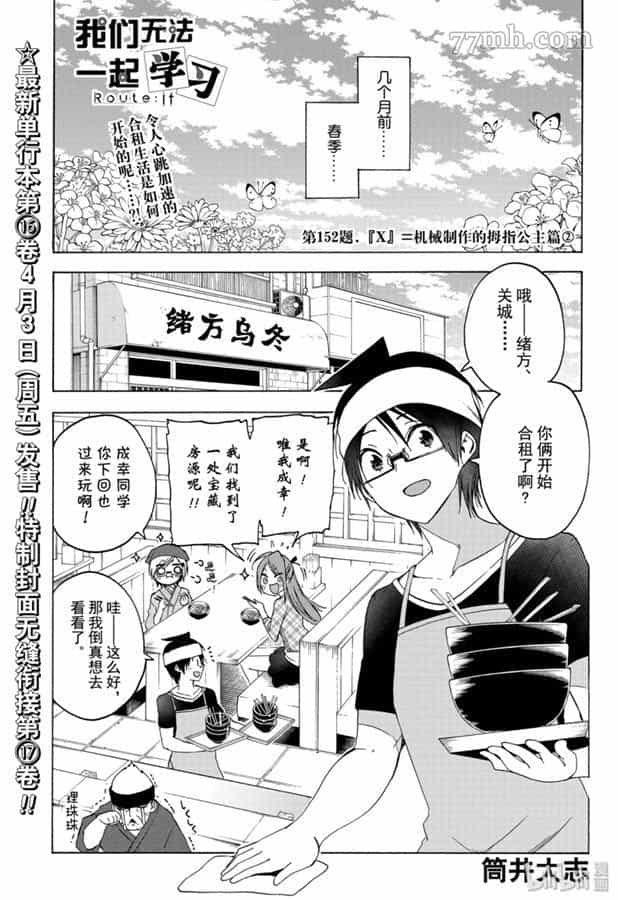 77mh.com
我们无法
一起学习
Route:if
几个月前……
春季……
令人心跳加速的
合租生活是如何
开始的呢……?!
第152题.『X』=机械制作的拇指公主篇②
☆最新单行本第⑯卷4月3日(周五)发售!!特制封面无缝衔接第⑰卷!!
绪方乌冬
哦——绪方、
关城……
你俩开始
合租了啊?
是啊!
唯我成幸!
我们找到了
一处宝藏
房源呢!!
成幸同学
你下回也
过来玩啊!
哇——这么好,
那我倒真想去
看看了。
理珠珠!
筒井大志
BiliBili
漫画